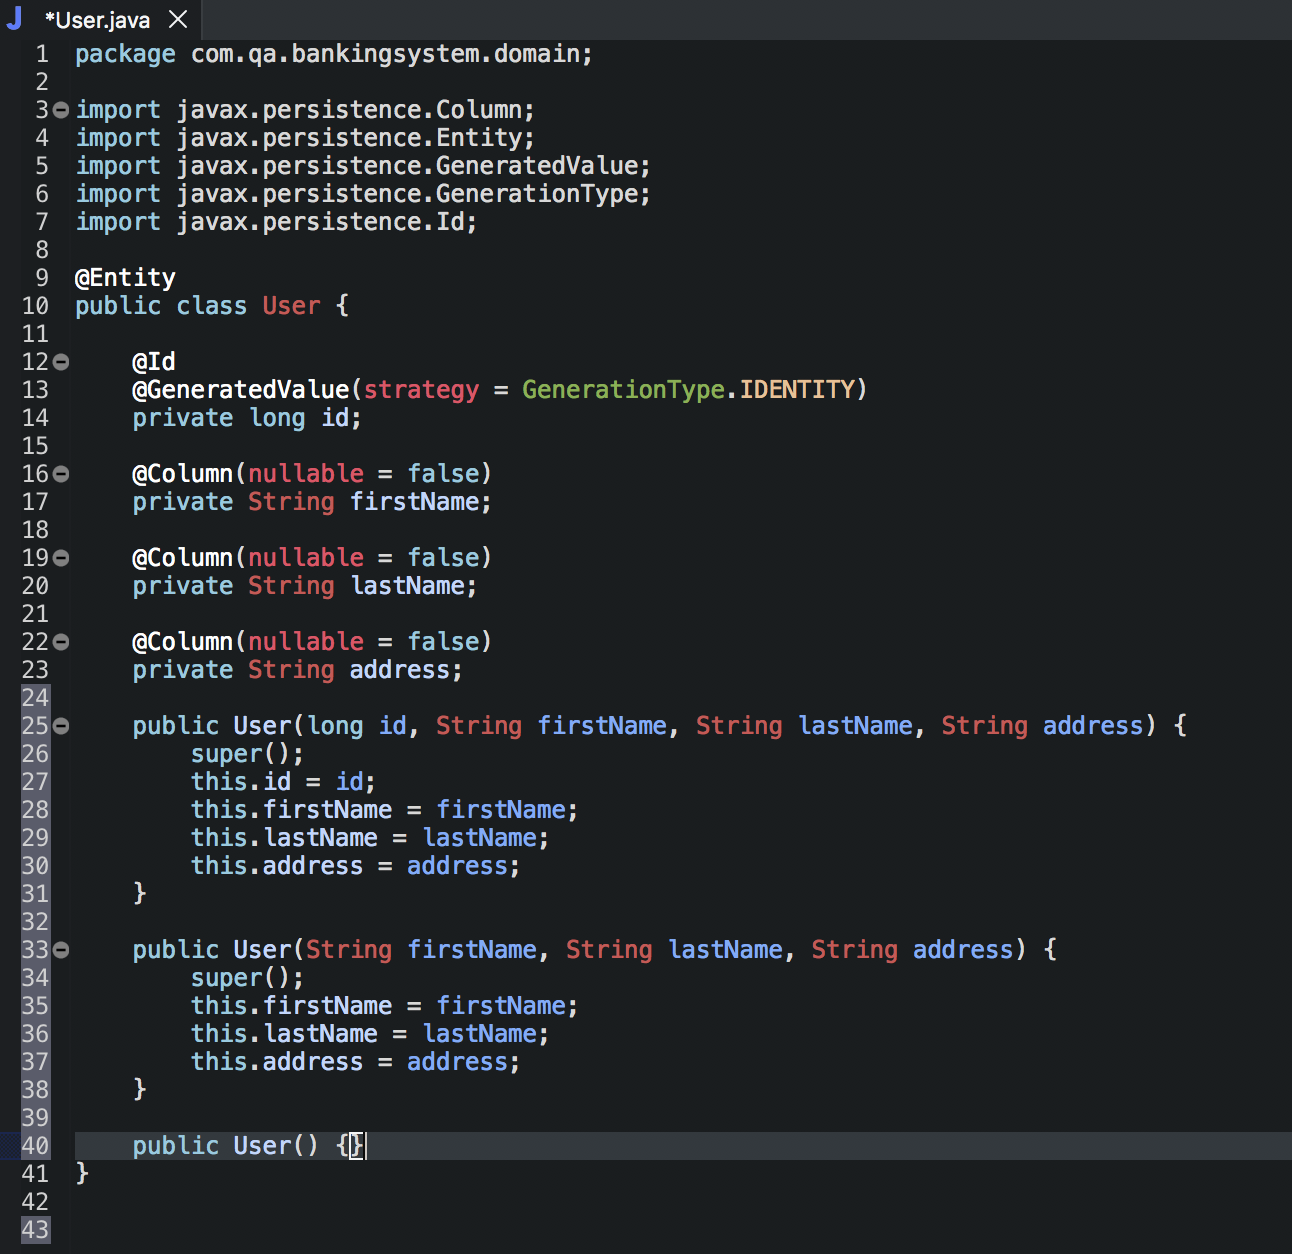 *User.java
1 package com.qa.bankingsystem.domain;
2
3 import javax.persistence.Column;
4 import javax.persistence.Entity;
5 import javax.persistence.GeneratedValue;
6 import javax.persistence.GenerationType;
7 import javax.persistence.Id;
8
9 @Entity
10 public class User {
11
12     @Id
13     @GeneratedValue(strategy = GenerationType.IDENTITY)
14     private long id;
15
16     @Column(nullable = false)
17     private String firstName;
18
19     @Column(nullable = false)
20     private String lastName;
21
22     @Column(nullable = false)
23     private String address;
24
25     public User(long id, String firstName, String lastName, String address) {
26         super();
27         this.id = id;
28         this.firstName = firstName;
29         this.lastName = lastName;
30         this.address = address;
31     }
32
33     public User(String firstName, String lastName, String address) {
34         super();
35         this.firstName = firstName;
36         this.lastName = lastName;
37         this.address = address;
38     }
39
40     public User() {}
41 }
42
43